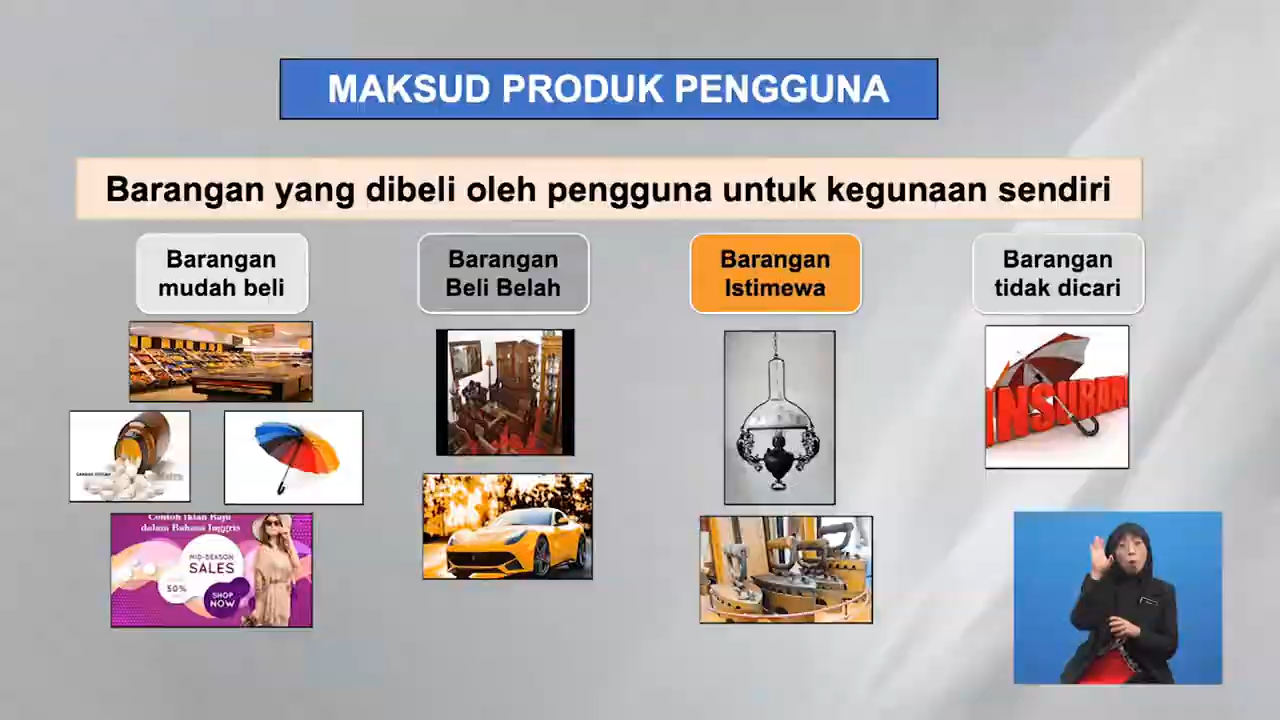 MAKSUD PRODUK PENGGUNA
Barangan yang dibeli oleh pengguna untuk kegunaan sendiri
Barangan
mudah beli
Barangan
Beli Belah
Barangan
Istimewa
Barangan
tidak dicari
Contoh Iklan Baju
dalam Bahasa Inggris
MID-SEASON
SALES
50%
SHOP
NOW
INSURAN